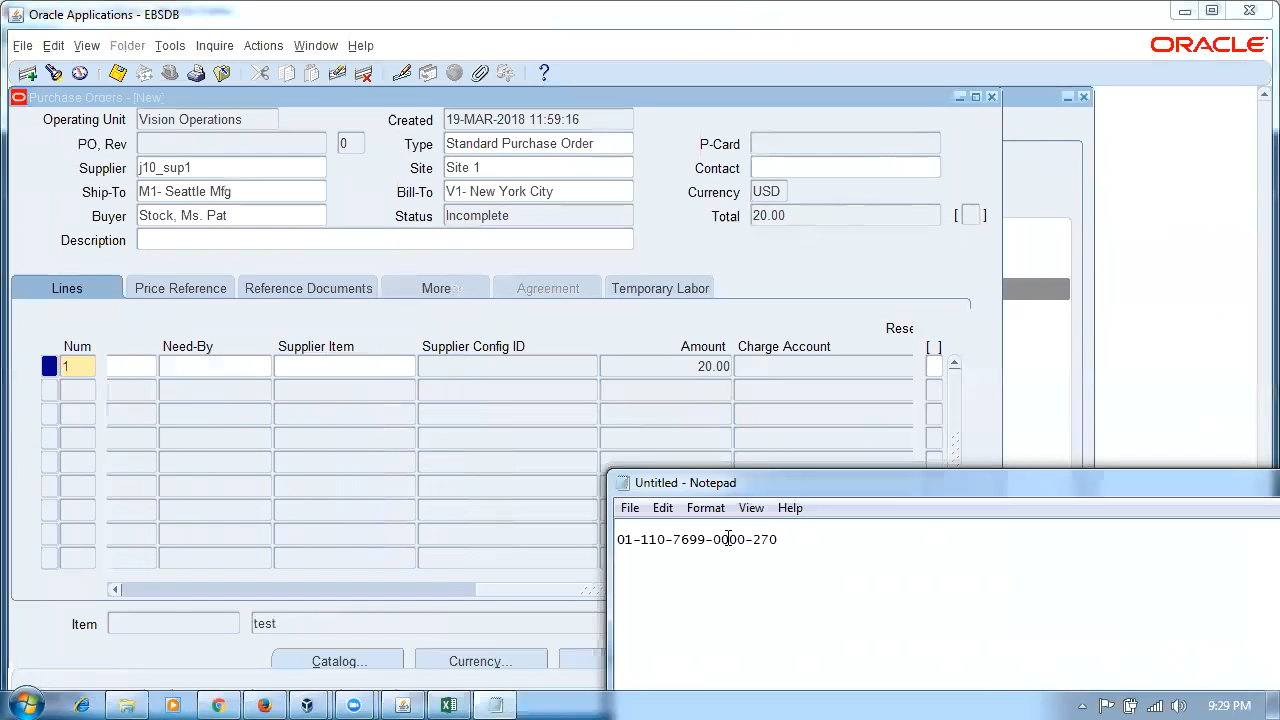 Oracle Applications - EBSDB
File Edit View Folder Tools Inquire Actions Window Help
ORACLE
Purchase Orders - [New]
Operating Unit Vision Operations Created 19-MAR-2018 11:59:16
PO, Rev 0 Type Standard Purchase Order P-Card
Supplier j10_sup1 Site Site 1 Contact
Ship-To M1- Seattle Mfg Bill-To V1- New York City Currency USD
Buyer Stock, Ms. Pat Status Incomplete Total 20.00 [ ]
Description
Lines Price Reference Reference Documents More Agreement Temporary Labor
Rese
Num Need-By Supplier Item Supplier Config ID Amount Charge Account [ ]
1 20.00
Untitled - Notepad
File Edit Format View Help
01-110-7699-0000-270
Item test
Catalog... Currency...
9:29 PM